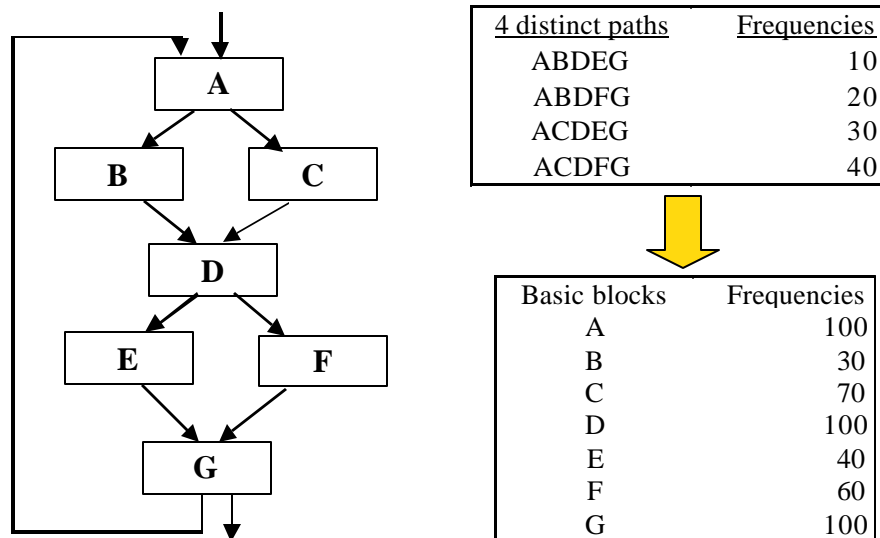 A
B C
D
E F
G
4 distinct paths Frequencies
ABDEG 10
ABDFG 20
ACDEG 30
ACDFG 40
Basic blocks Frequencies
A 100
B 30
C 70
D 100
E 40
F 60
G 100